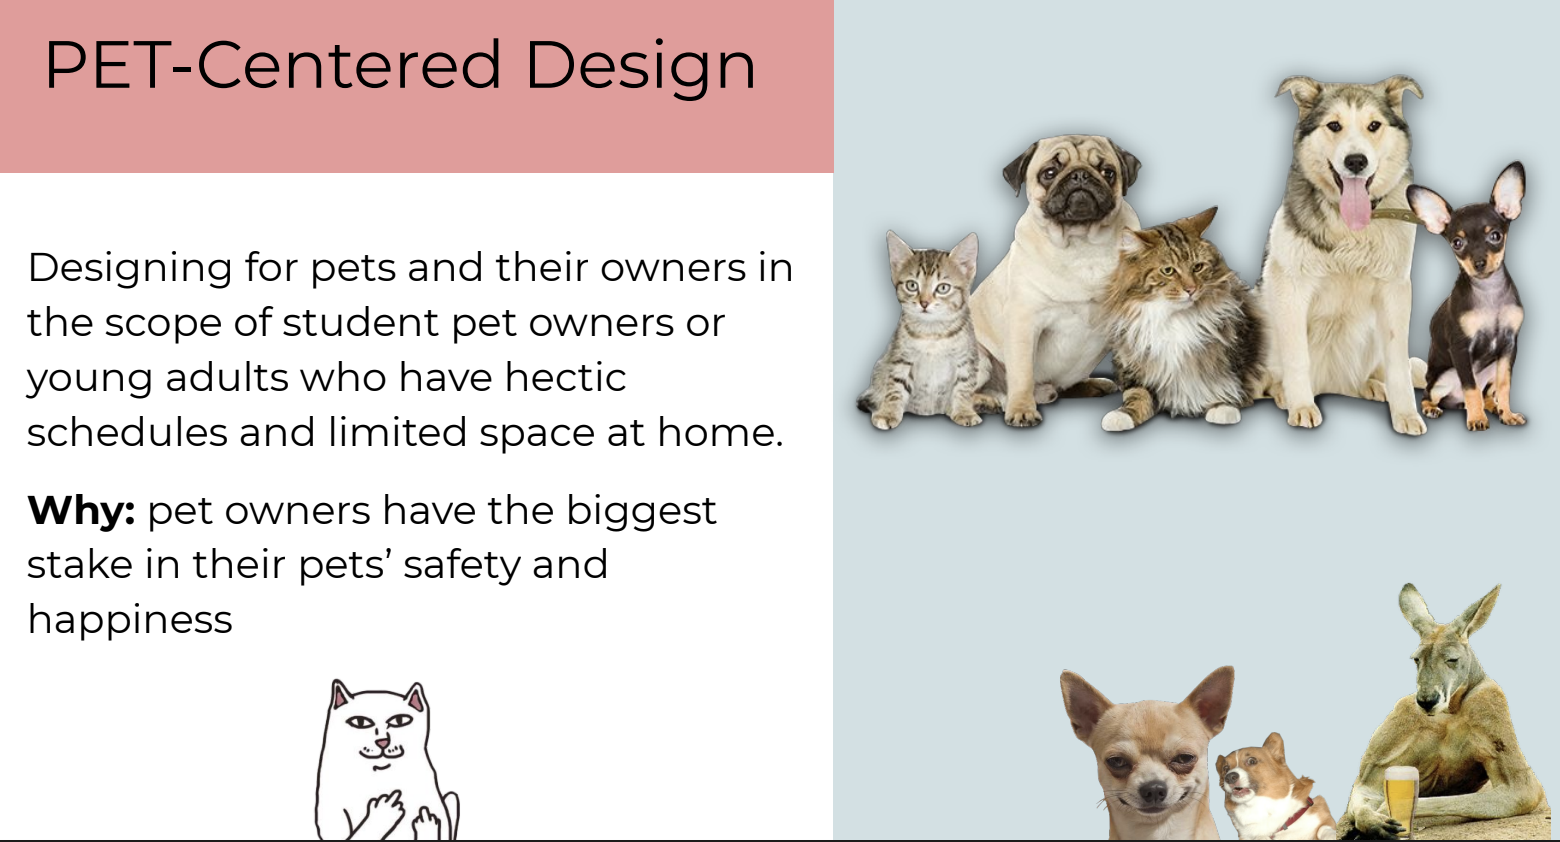 PET-Centered Design
Designing for pets and their owners in
the scope of student pet owners or
young adults who have hectic
schedules and limited space at home.
Why: pet owners have the biggest
stake in their pets’ safety and
happiness